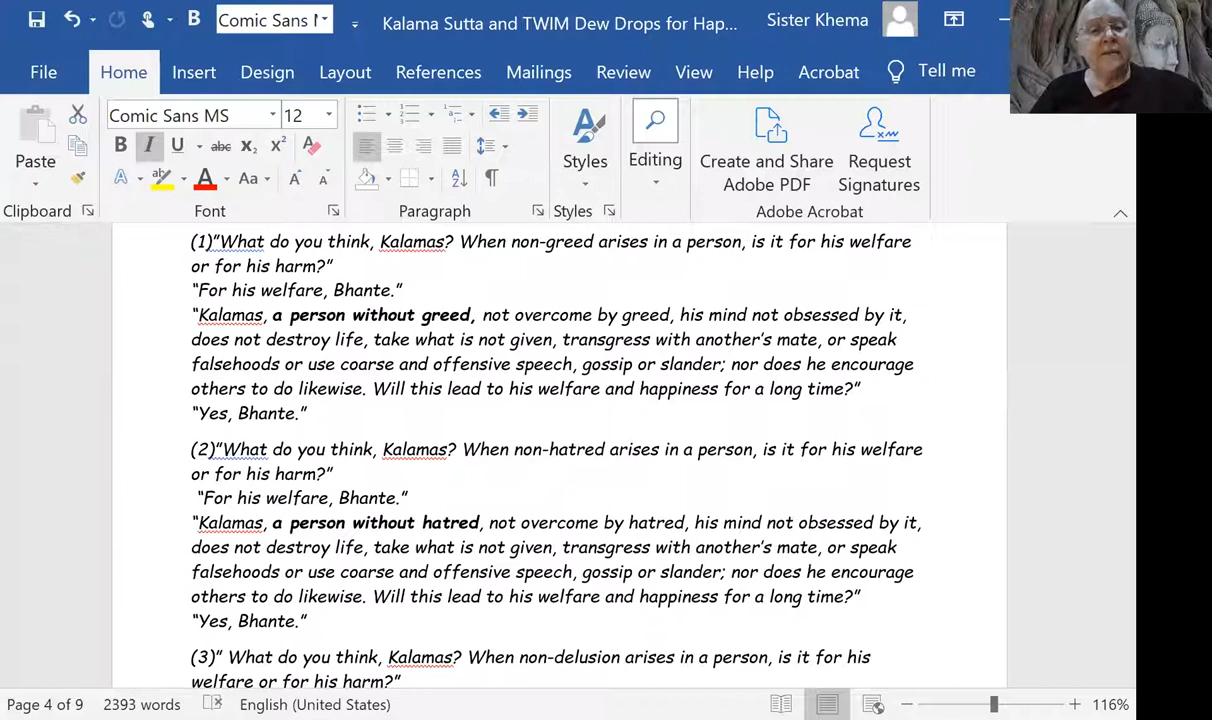 Comic Sans M
Kalama Sutta and TWIM Dew Drops for Hap...
Sister Khema
File Home Insert Design Layout References Mailings Review View Help Acrobat Tell me
Comic Sans MS 12
Paste
Styles
Editing
Create and Share Adobe PDF
Request Signatures
Clipboard Font Paragraph Styles Adobe Acrobat
(1)"What do you think, Kalamas? When non-greed arises in a person, is it for his welfare
or for his harm?"
"For his welfare, Bhante."
"Kalamas, a person without greed, not overcome by greed, his mind not obsessed by it,
does not destroy life, take what is not given, transgress with another's mate, or speak
falsehoods or use coarse and offensive speech, gossip or slander; nor does he encourage
others to do likewise. Will this lead to his welfare and happiness for a long time?"
"Yes, Bhante."
(2)"What do you think, Kalamas? When non-hatred arises in a person, is it for his welfare
or for his harm?"
"For his welfare, Bhante."
"Kalamas, a person without hatred, not overcome by hatred, his mind not obsessed by it,
does not destroy life, take what is not given, transgress with another's mate, or speak
falsehoods or use coarse and offensive speech, gossip or slander; nor does he encourage
others to do likewise. Will this lead to his welfare and happiness for a long time?"
"Yes, Bhante."
(3)" What do you think, Kalamas? When non-delusion arises in a person, is it for his
welfare or for his harm?"
Page 4 of 9 2393 words English (United States) 116%